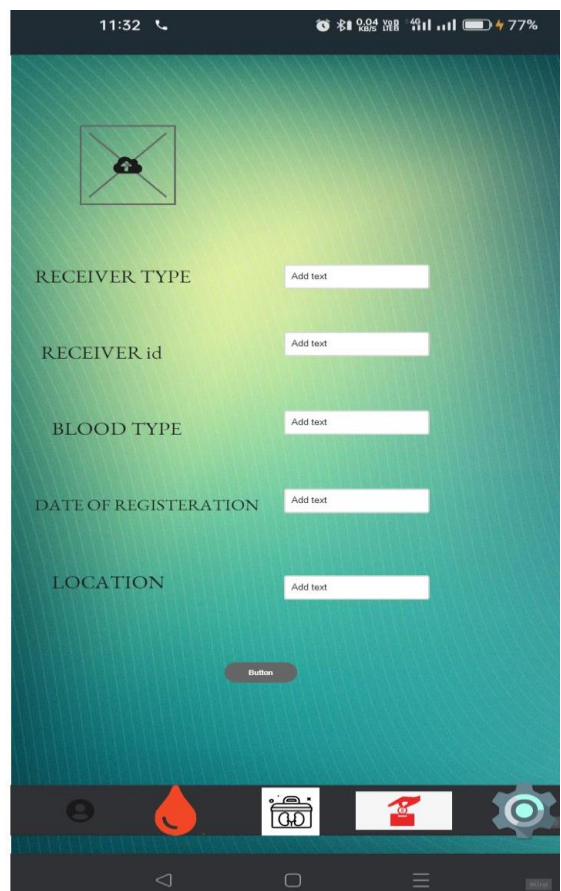 11:32
0.04 KB/S
4G
77%
RECEIVER TYPE
Add text
RECEIVER id
Add text
BLOOD TYPE
Add text
DATE OF REGISTERATION
Add text
LOCATION
Add text
Button
miro